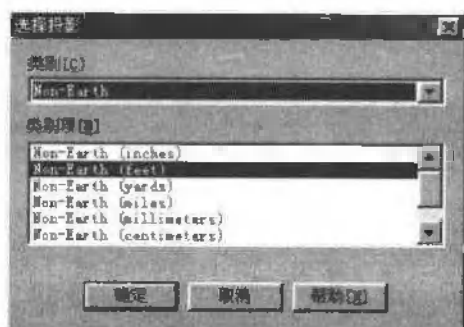 选择投影
类别[C]
Non-Earth
类别项[M]
Non-Earth (inches)
Non-Earth (feet)
Non-Earth (yards)
Non-Earth (miles)
Non-Earth (millimeters)
Non-Earth (centimeters)
确定 取消 帮助[H]